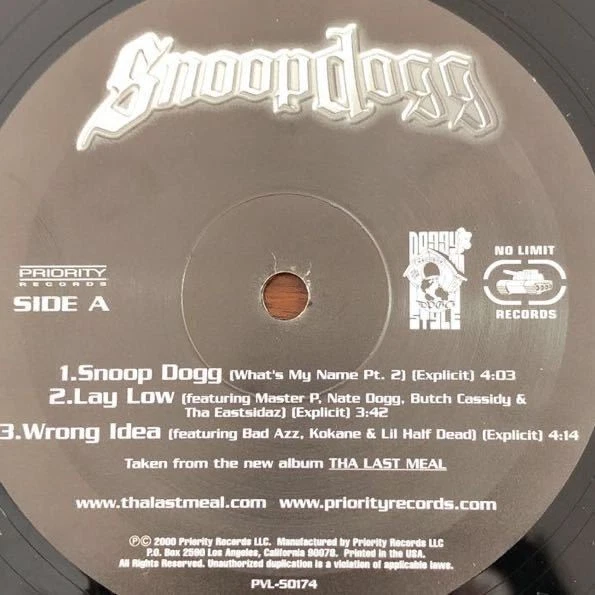 Snoop Dogg
PRIORITY
RECORDS
SIDE A
DOGGY
STYLE
NO LIMIT
RECORDS
1.Snoop Dogg (What's My Name Pt. 2) (Explicit) 4:03
2.Lay Low (featuring Master P, Nate Dogg, Butch Cassidy &
Tha Eastsidaz) (Explicit) 3:42
3.Wrong Idea (featuring Bad Azz, Kokane & Lil Half Dead) (Explicit) 4:14
Taken from the new album THA LAST MEAL
www.thalastmeal.com www.priorityrecords.com
℗© 2000 Priority Records LLC. Manufactured by Priority Records LLC
P.O. Box 2590 Los Angeles, California 90078. Printed in the USA.
All Rights Reserved. Unauthorized duplication is a violation of applicable laws.
PVL-50174